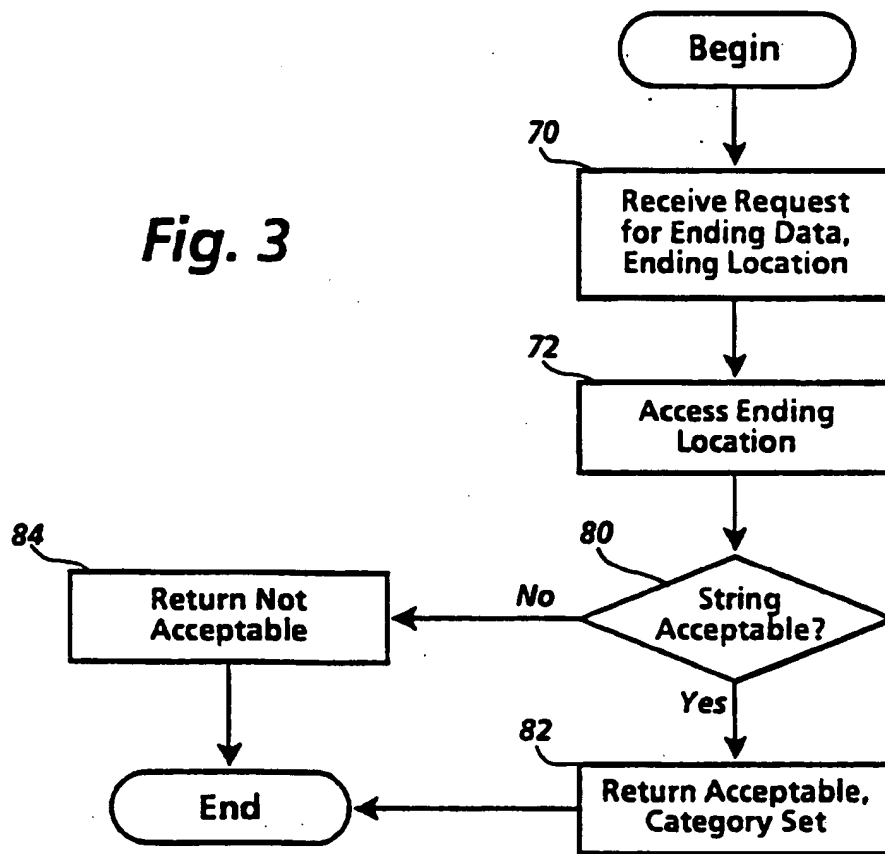 Begin
70
Receive Request
for Ending Data,
Ending Location
Fig. 3
72
Access Ending
Location
84
80
Return Not
Acceptable
No
String
Acceptable?
Yes
82
End
Return Acceptable,
Category Set